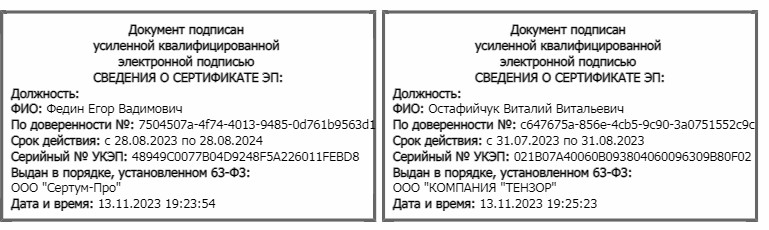 Документ подписан
усиленной квалифицированной
электронной подписью
СВЕДЕНИЯ О СЕРТИФИКАТЕ ЭП:
Должность:
ФИО: Федин Егор Вадимович
По доверенности №: 7504507a-4f74-4013-9485-0d761b9563d1
Срок действия: с 28.08.2023 по 28.08.2024
Серийный № УКЭП: 48949C0077B04D9248F5A226011FEBD8
Выдан в порядке, установленном 63-ФЗ:
ООО "Сертум-Про"
Дата и время: 13.11.2023 19:23:54
Документ подписан
усиленной квалифицированной
электронной подписью
СВЕДЕНИЯ О СЕРТИФИКАТЕ ЭП:
Должность:
ФИО: Остафийчук Виталий Витальевич
По доверенности №: c647675a-856e-4cb5-9c90-3a0751552c9c
Срок действия: с 31.07.2023 по 31.08.2023
Серийный № УКЭП: 021B07A40060B093804060096309B80F02
Выдан в порядке, установленном 63-ФЗ:
ООО "КОМПАНИЯ "ТЕНЗОР"
Дата и время: 13.11.2023 19:25:23